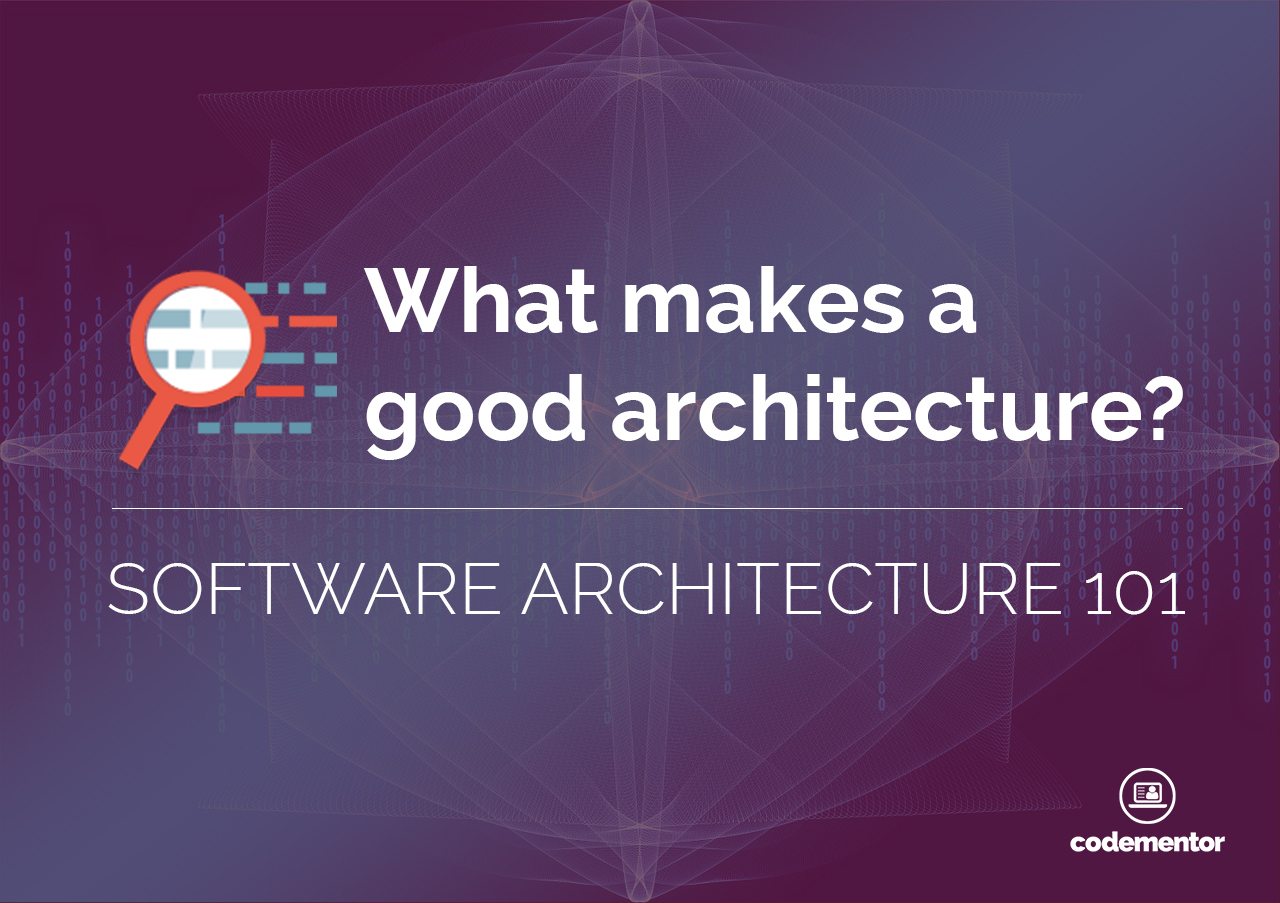 What makes a
good architecture?
SOFTWARE ARCHITECTURE 101
codementor